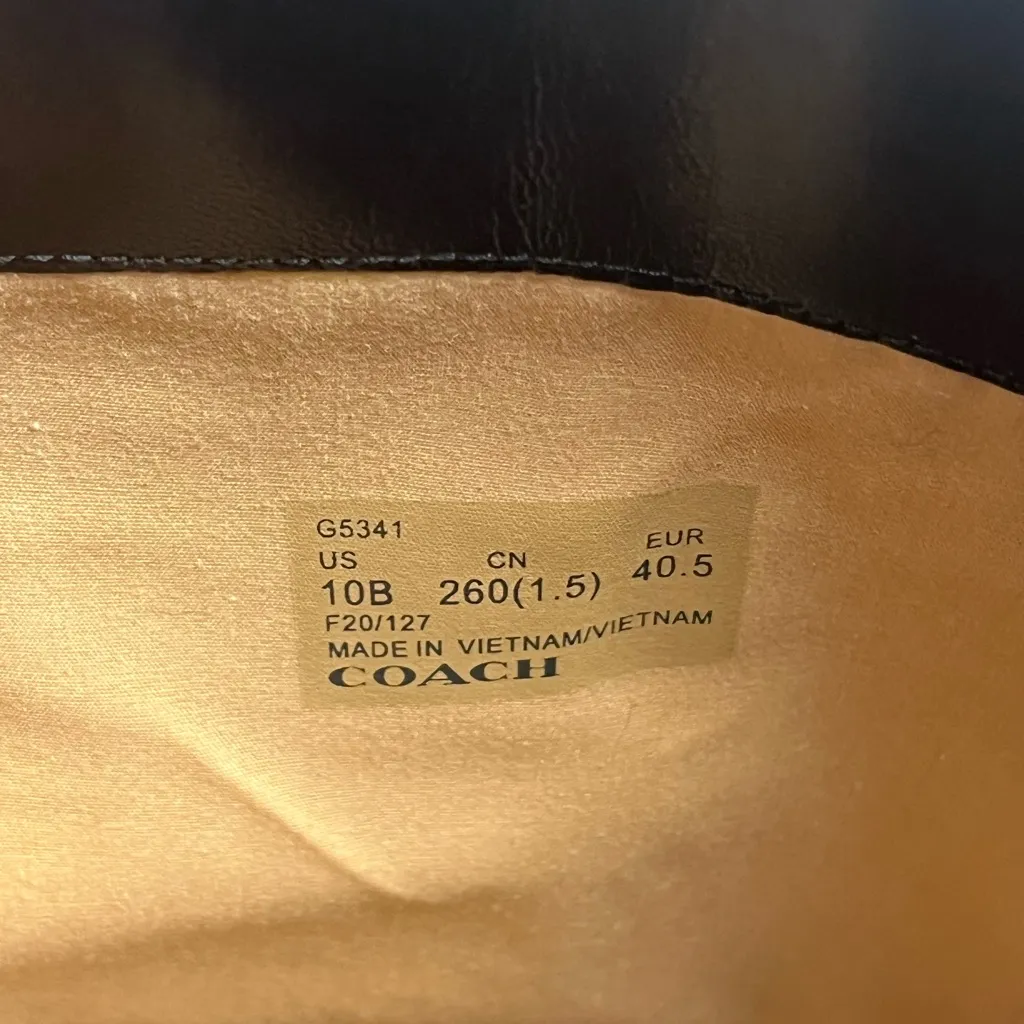 G5341
US CN EUR
10B 260(1.5) 40.5
F20/127
MADE IN VIETNAM/VIETNAM
COACH